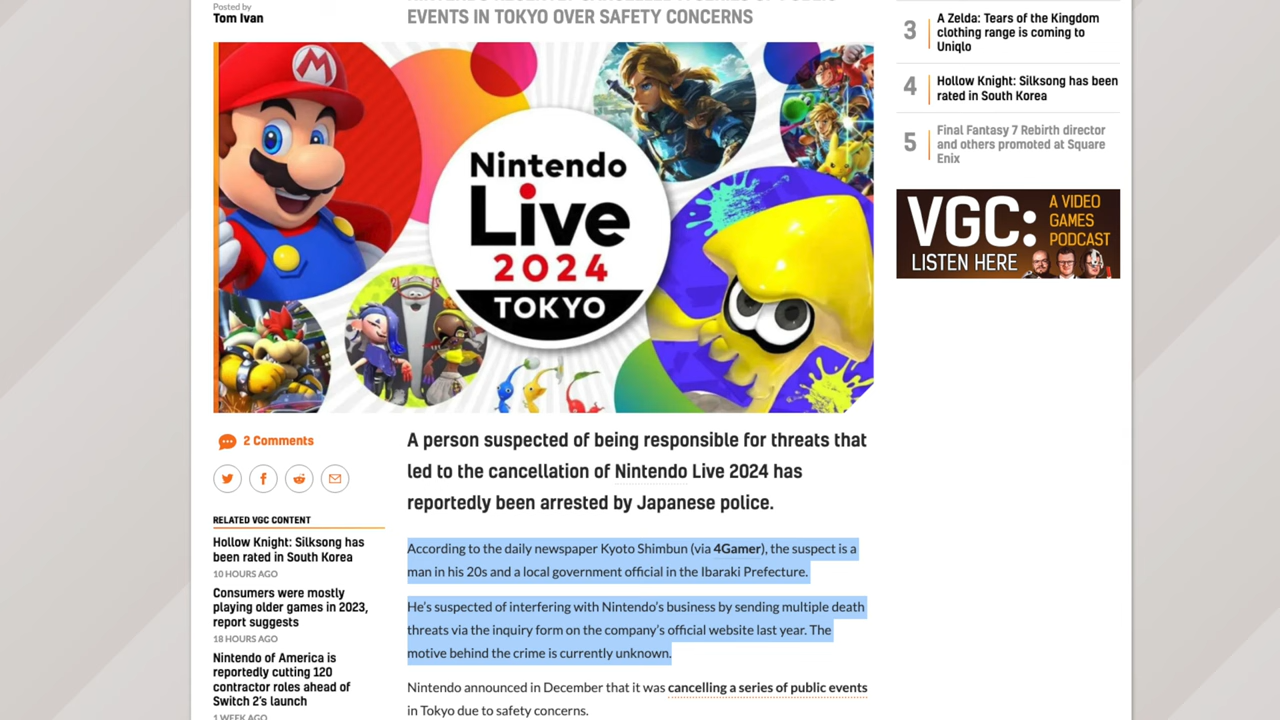 Posted by
Tom Ivan
EVENTS IN TOKYO OVER SAFETY CONCERNS
Nintendo
Live
2024
TOKYO
2 Comments
RELATED VGC CONTENT
Hollow Knight: Silksong has
been rated in South Korea
10 HOURS AGO
Consumers were mostly
playing older games in 2023,
report suggests
18 HOURS AGO
Nintendo of America is
reportedly cutting 120
contractor roles ahead of
Switch 2's launch
1 WEEK AGO
A person suspected of being responsible for threats that
led to the cancellation of Nintendo Live 2024 has
reportedly been arrested by Japanese police.
According to the daily newspaper Kyoto Shimbun (via 4Gamer), the suspect is a
man in his 20s and a local government official in the Ibaraki Prefecture.
He's suspected of interfering with Nintendo's business by sending multiple death
threats via the inquiry form on the company's official website last year. The
motive behind the crime is currently unknown.
Nintendo announced in December that it was cancelling a series of public events
in Tokyo due to safety concerns.
3
A Zelda: Tears of the Kingdom
clothing range is coming to
Uniqlo
4
Hollow Knight: Silksong has been
rated in South Korea
5
Final Fantasy 7 Rebirth director
and others promoted at Square
Enix
VGC:
A VIDEO
GAMES
PODCAST
LISTEN HERE